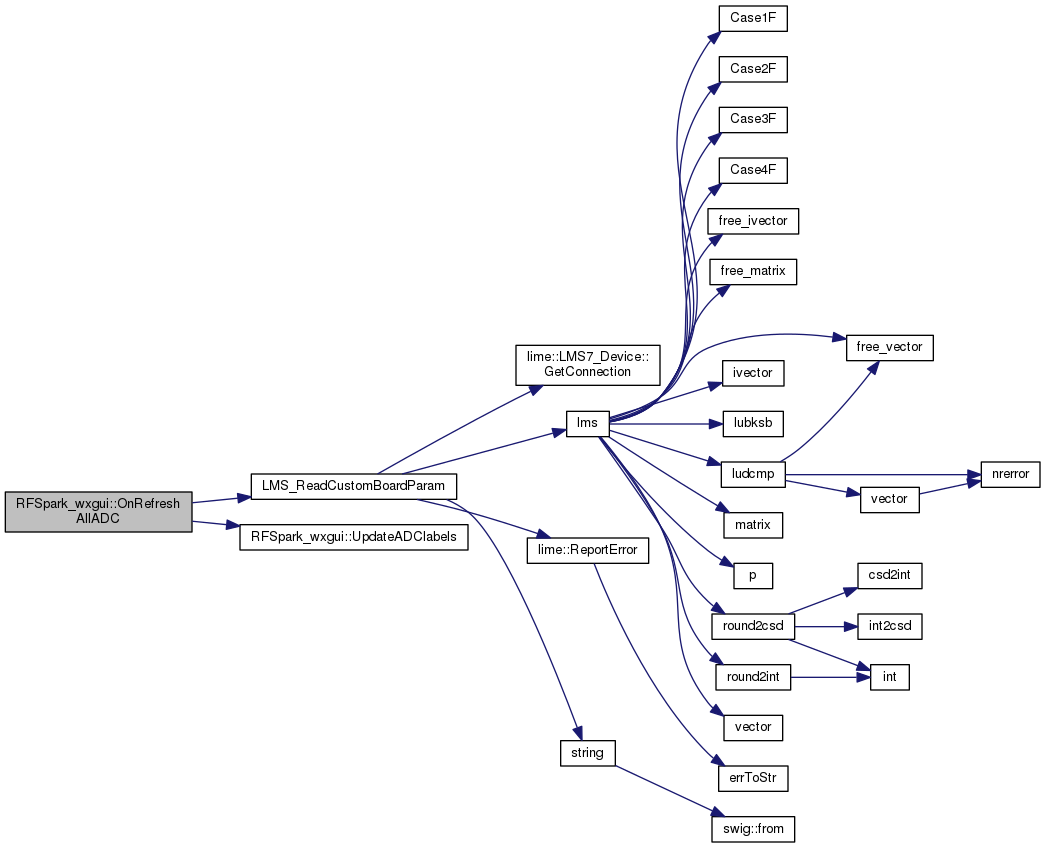 Case1F
Case2F
Case3F
Case4F
free_ivector
free_matrix
free_vector
lime::LMS7_Device::
GetConnection
ivector
lms
lubksb
ludcmp
nrerror
LMS_ReadCustomBoardParam
vector
RFSpark_wxgui::OnRefresh
AllADC
matrix
RFSpark_wxgui::UpdateADClabels
lime::ReportError
p
csd2int
round2csd
int2csd
round2int
int
vector
string
errToStr
swig::from